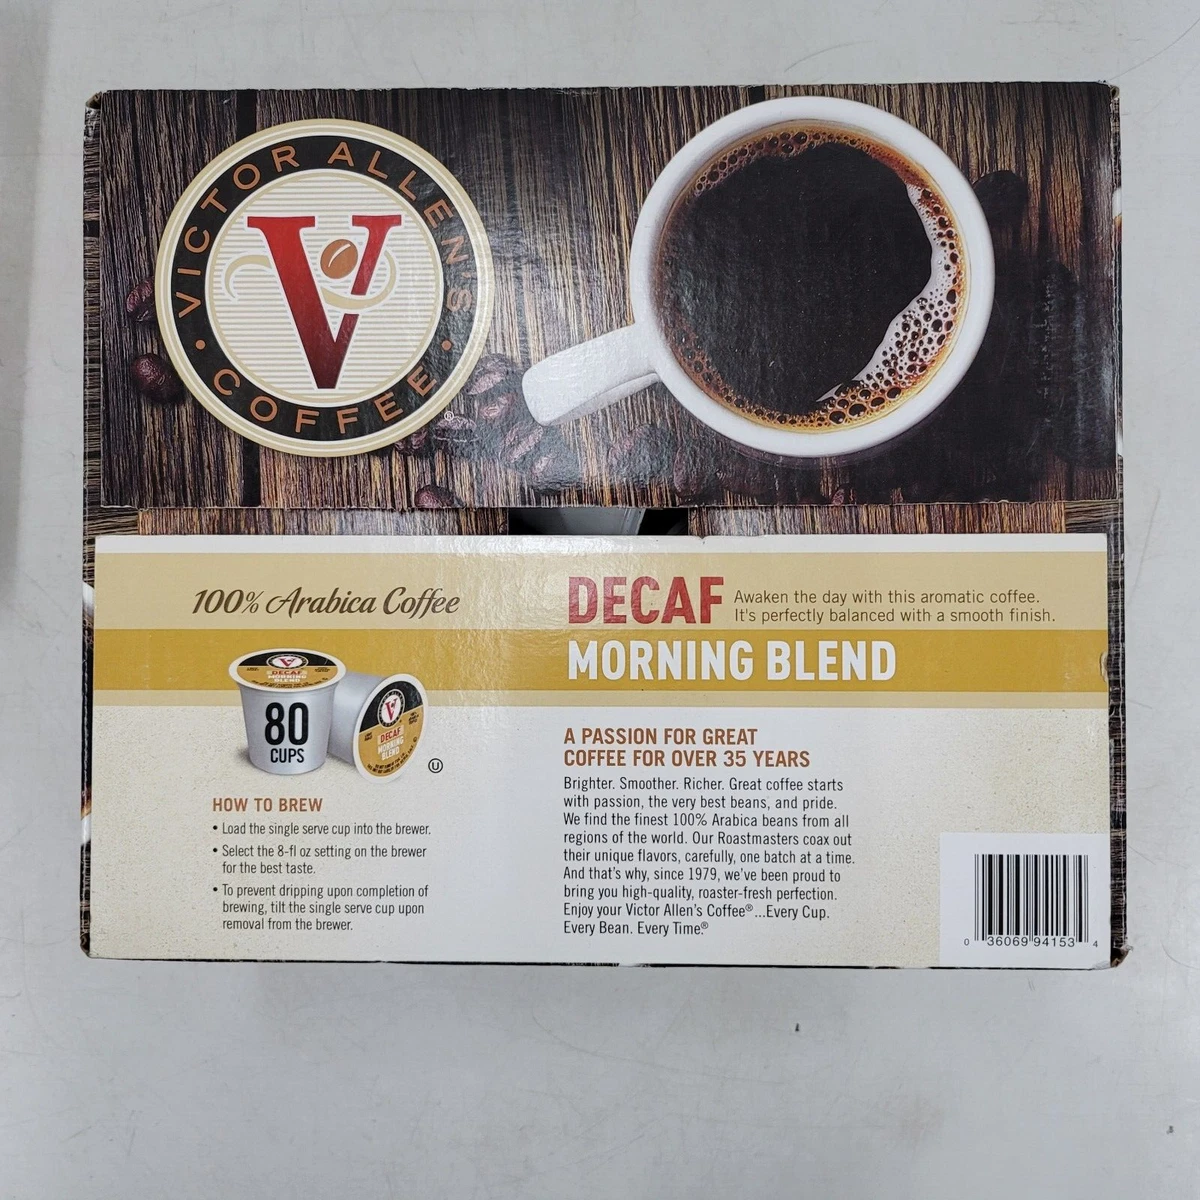 VICTOR ALLEN'S
• COFFEE •
V
®
100% Arabica Coffee
DECAF
Awaken the day with this aromatic coffee.
It's perfectly balanced with a smooth finish.
MORNING BLEND
DECAF
MORNING
BLEND
80
CUPS
DECAF
MORNING
BLEND
U
HOW TO BREW
• Load the single serve cup into the brewer.
• Select the 8-fl oz setting on the brewer
for the best taste.
• To prevent dripping upon completion of
brewing, tilt the single serve cup upon
removal from the brewer.
A PASSION FOR GREAT
COFFEE FOR OVER 35 YEARS
Brighter. Smoother. Richer. Great coffee starts
with passion, the very best beans, and pride.
We find the finest 100% Arabica beans from all
regions of the world. Our Roastmasters coax out
their unique flavors, carefully, one batch at a time.
And that's why, since 1979, we've been proud to
bring you high-quality, roaster-fresh perfection.
Enjoy your Victor Allen's Coffee®...Every Cup.
Every Bean. Every Time.®
0 36069 94153 4